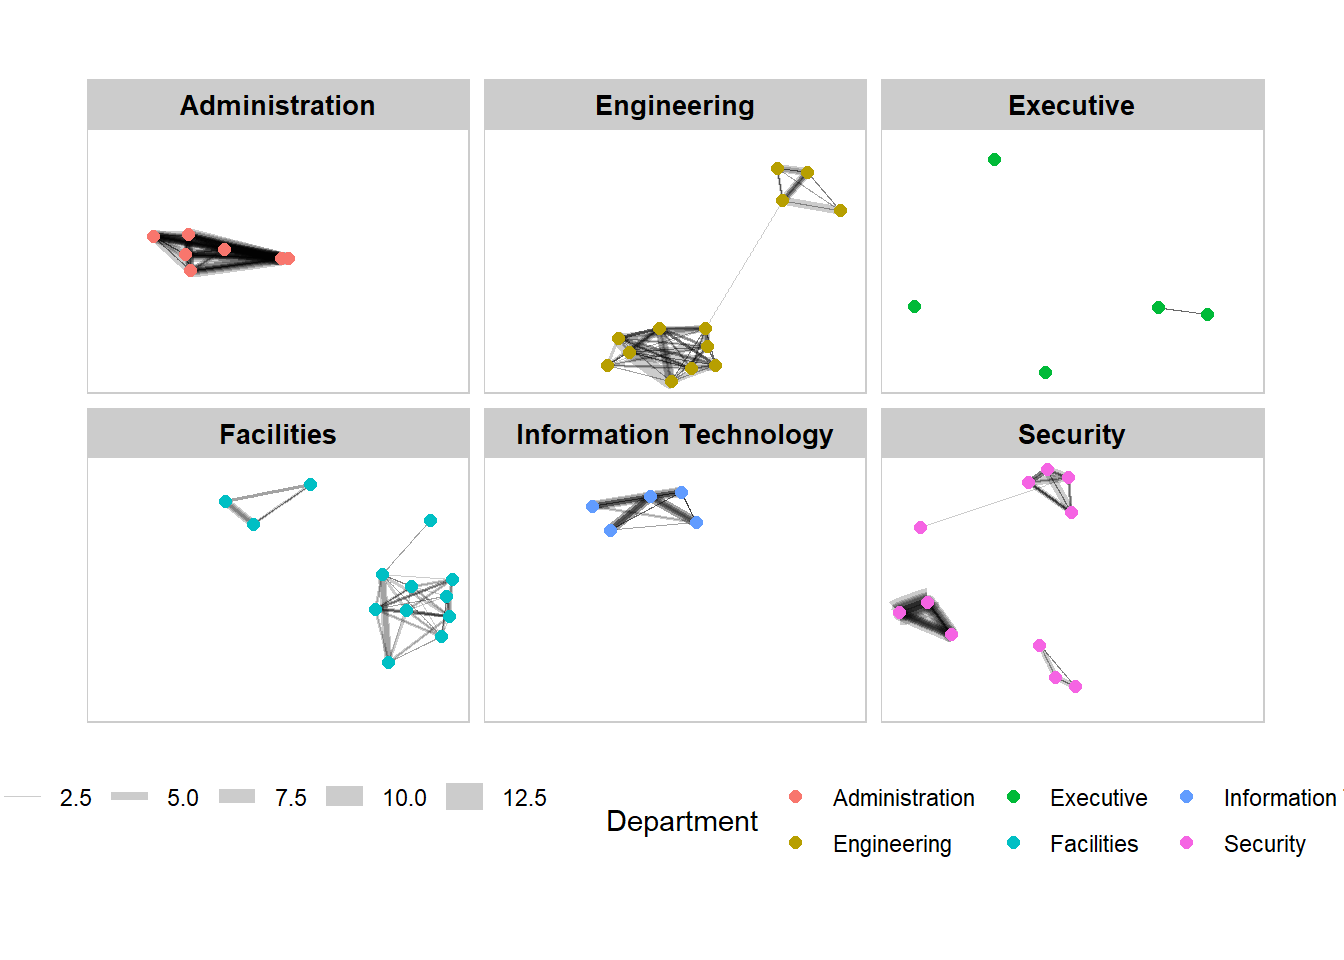 Administration Engineering Executive
Facilities Information Technology Security
2.5 5.0 7.5 10.0 12.5
Department
Administration Executive Information
Engineering Facilities Security